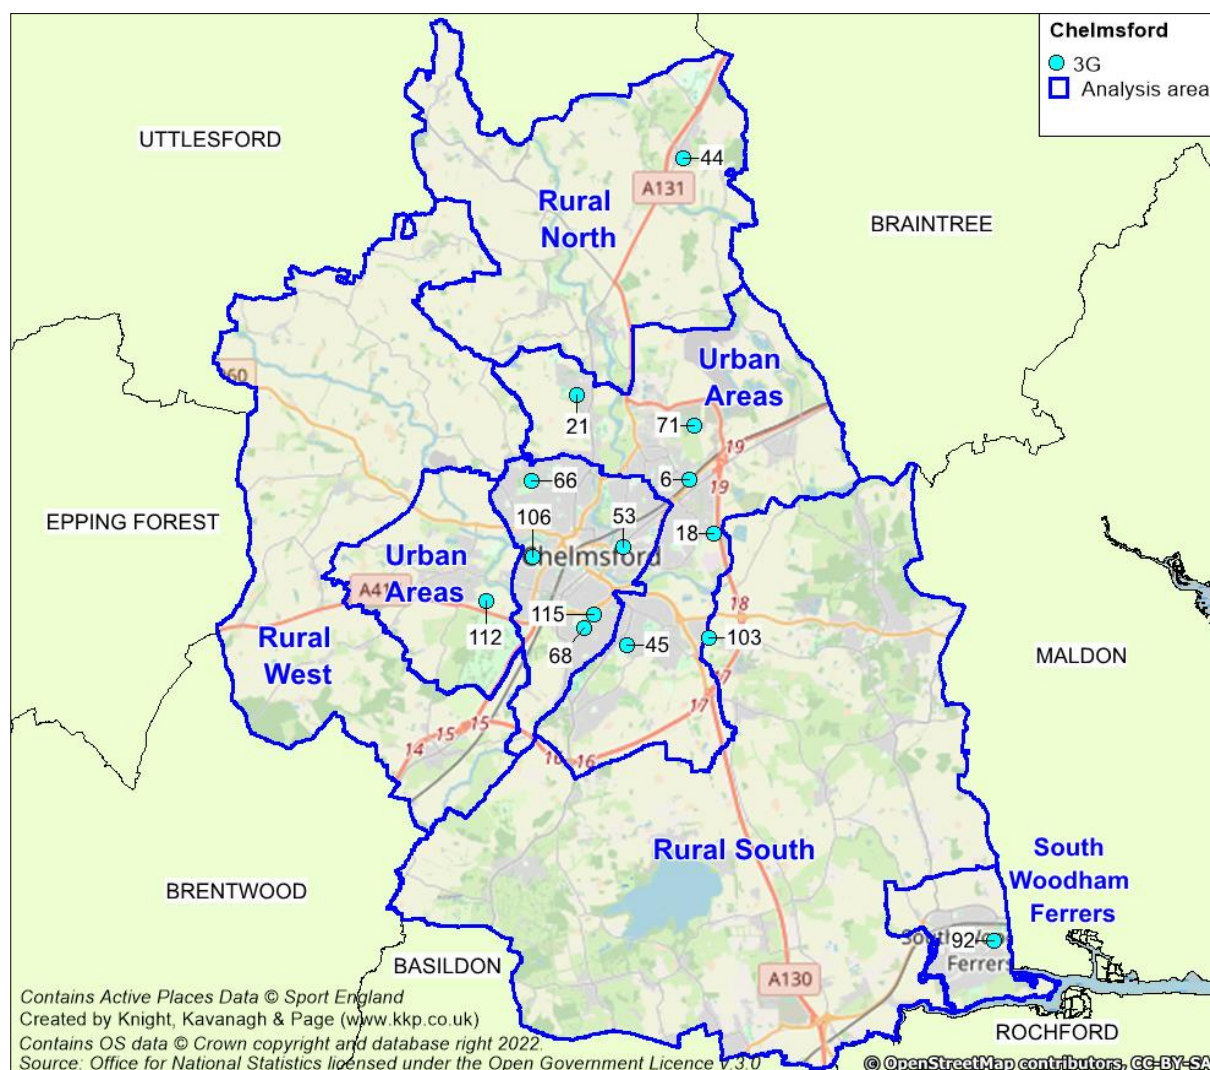 Chelmsford
3G
Analysis area
UTTLESFORD
44
A131
Rural
North
BRAINTREE
Urban
Areas
60
21
71
19
66
6
19
EPPING FOREST
106
53
18
Chelmsford
Urban
Areas
A41
18
115
112
68
45
103
Rural
West
MALDON
17
17
15
15
14
16
16
Rural South
South
Woodham
Ferrers
BRENTWOOD
92
Ferrers
BASILDON
A130
Contains Active Places Data © Sport England
Created by Knight, Kavanagh & Page (www.kkp.co.uk)
Contains OS data © Crown copyright and database right 2022.
ROCHFORD
Source: Office for National Statistics licensed under the Open Government Licence v.3.0
© OpenStreetMap contributors, CC-BY-SA